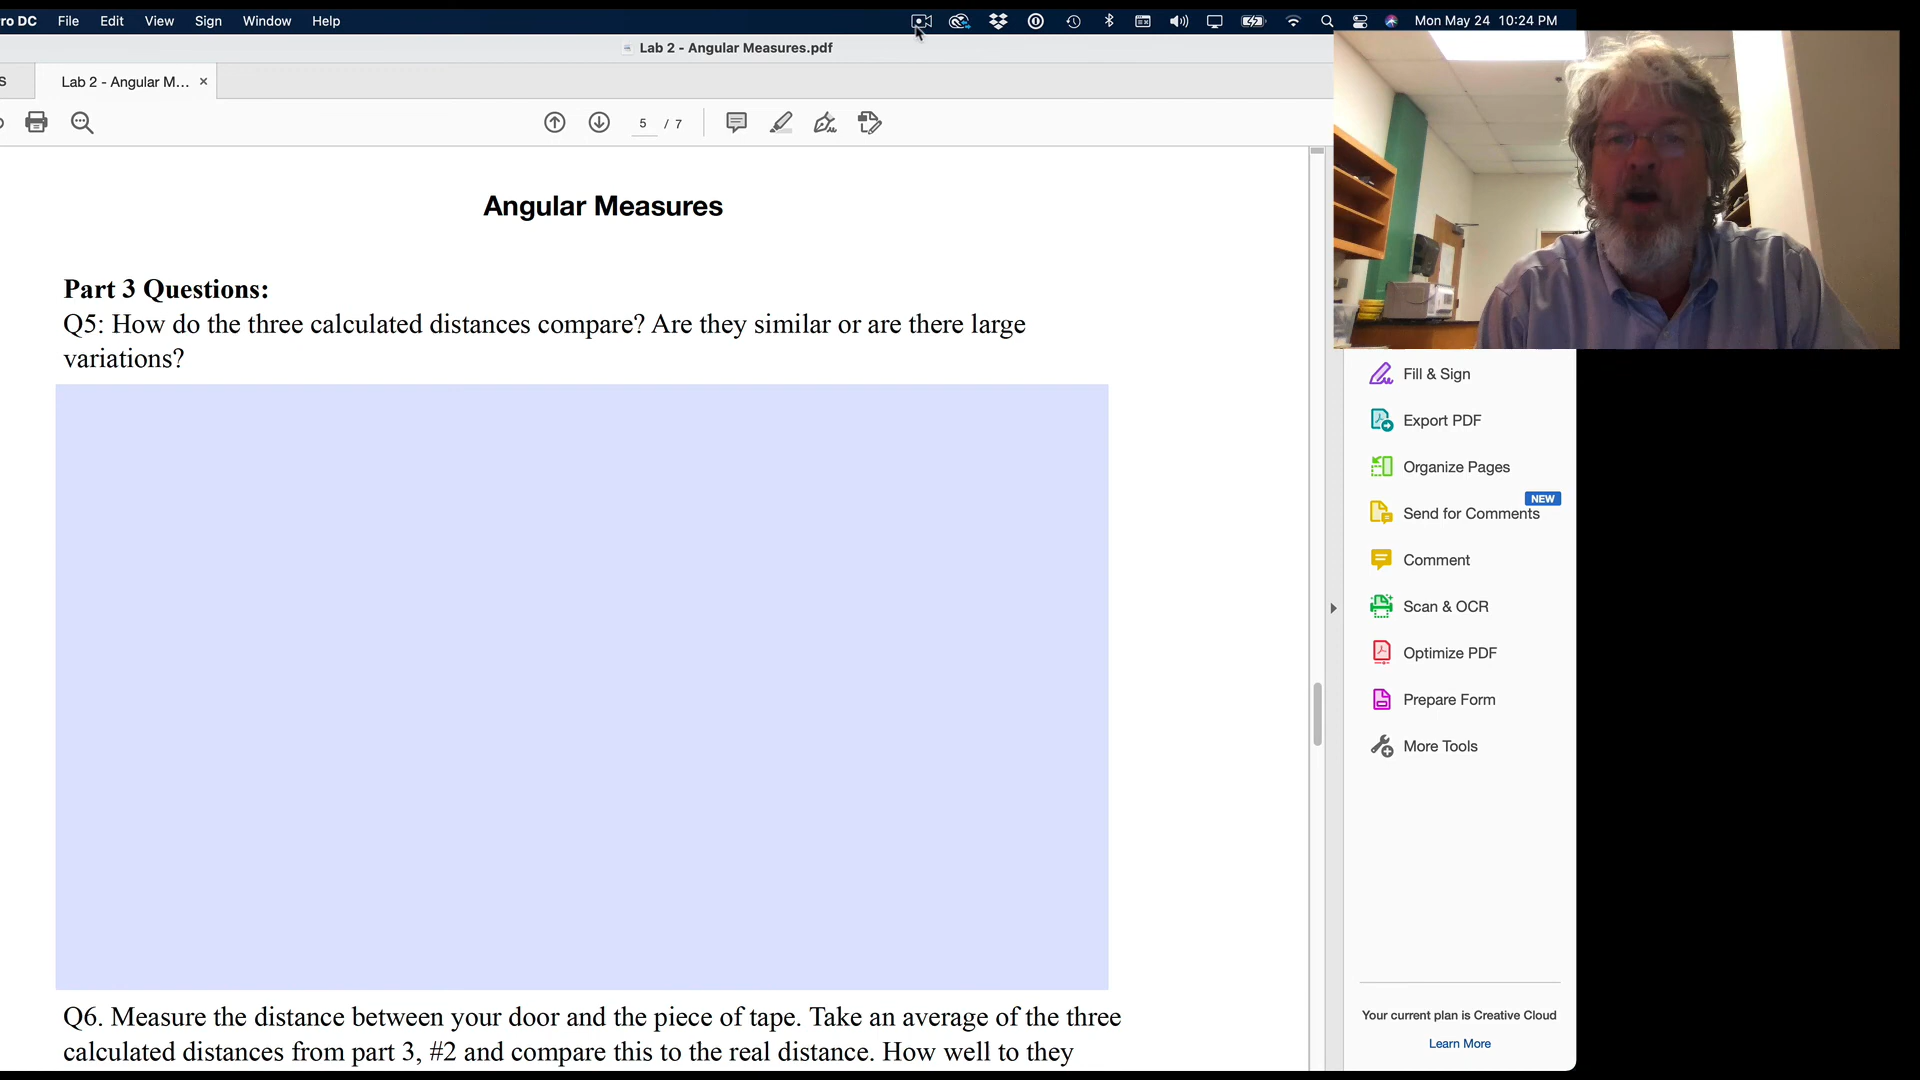 ro DC File Edit View Sign Window Help Mon May 24 10:24 PM
Lab 2 - Angular Measures.pdf
S Lab 2 - Angular M... ×
5 / 7
Angular Measures
Part 3 Questions:
Q5: How do the three calculated distances compare? Are they similar or are there large
variations?
Q6. Measure the distance between your door and the piece of tape. Take an average of the three
calculated distances from part 3, #2 and compare this to the real distance. How well to they
Fill & Sign
Export PDF
Organize Pages
NEW
Send for Comments
Comment
Scan & OCR
Optimize PDF
Prepare Form
More Tools
Your current plan is Creative Cloud
Learn More